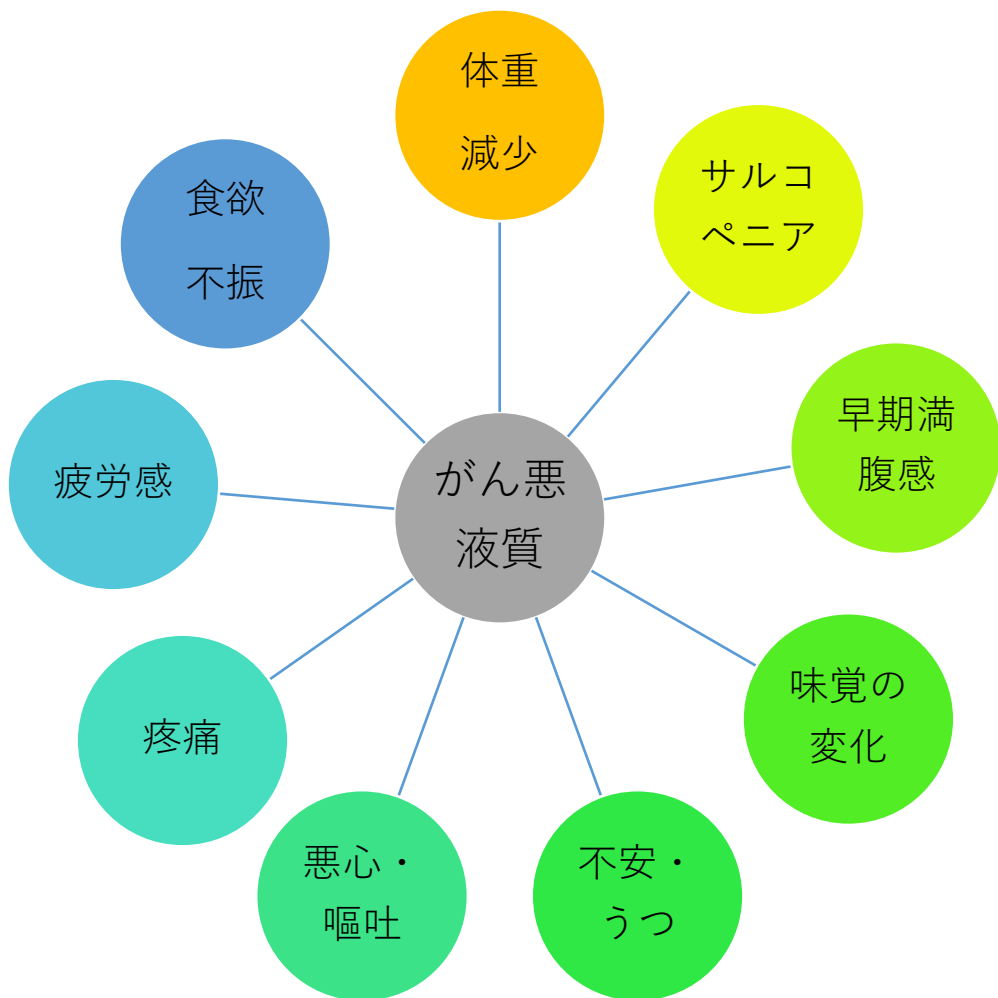 体重
減少
サルコ
ペニア
早期満
腹感
味覚の
変化
不安・
うつ
悪心・
嘔吐
疼痛
疲労感
食欲
不振
がん悪
液質